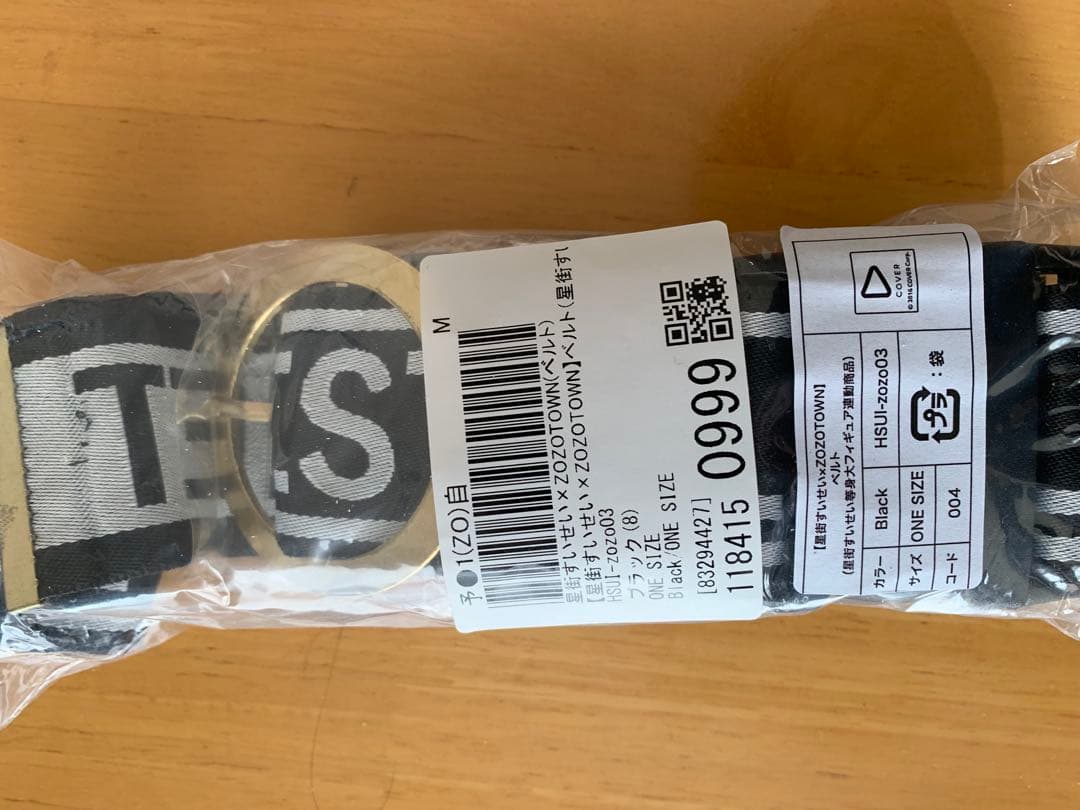 T
S
予●1(ZO)自
M
星街すいせい×ZOZOTOWN(ベルト)
【星街すいせい×ZOZOTOWN】ベルト(星街すい
HSUI-zozo03
ブラック(8)
ONE SIZE
Black/ONE SIZE
[83294427]
118415 0999
【星街すいせい×ZOZOTOWN】
ベルト
(星街すいせい等身大フィギュア連動商品)
COVER
© 2016 COVER Corp.
カラー Black HSUI-zozo03
サイズ ONE SIZE
コード 004
プラ :袋